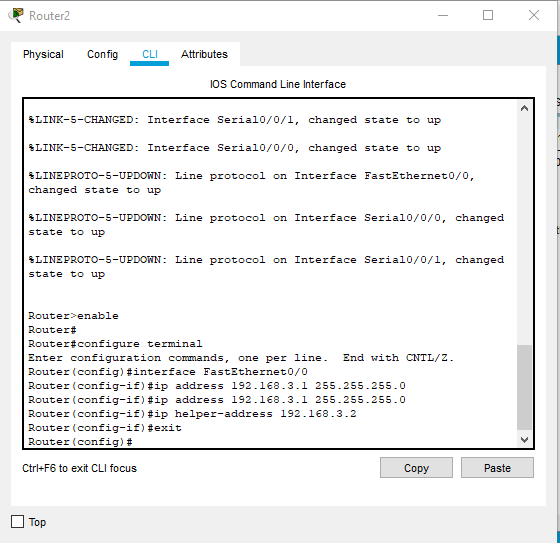 Router2
Physical Config CLI Attributes
IOS Command Line Interface
%LINK-5-CHANGED: Interface Serial0/0/1, changed state to up
%LINK-5-CHANGED: Interface Serial0/0/0, changed state to up
%LINEPROTO-5-UPDOWN: Line protocol on Interface FastEthernet0/0,
changed state to up
%LINEPROTO-5-UPDOWN: Line protocol on Interface Serial0/0/0, changed
state to up
%LINEPROTO-5-UPDOWN: Line protocol on Interface Serial0/0/1, changed
state to up
Router>enable
Router#
Router#configure terminal
Enter configuration commands, one per line.  End with CNTL/Z.
Router(config)#interface FastEthernet0/0
Router(config-if)#ip address 192.168.3.1 255.255.255.0
Router(config-if)#ip address 192.168.3.1 255.255.255.0
Router(config-if)#ip helper-address 192.168.3.2
Router(config-if)#exit
Router(config)#
Ctrl+F6 to exit CLI focus
Copy
Paste
Top